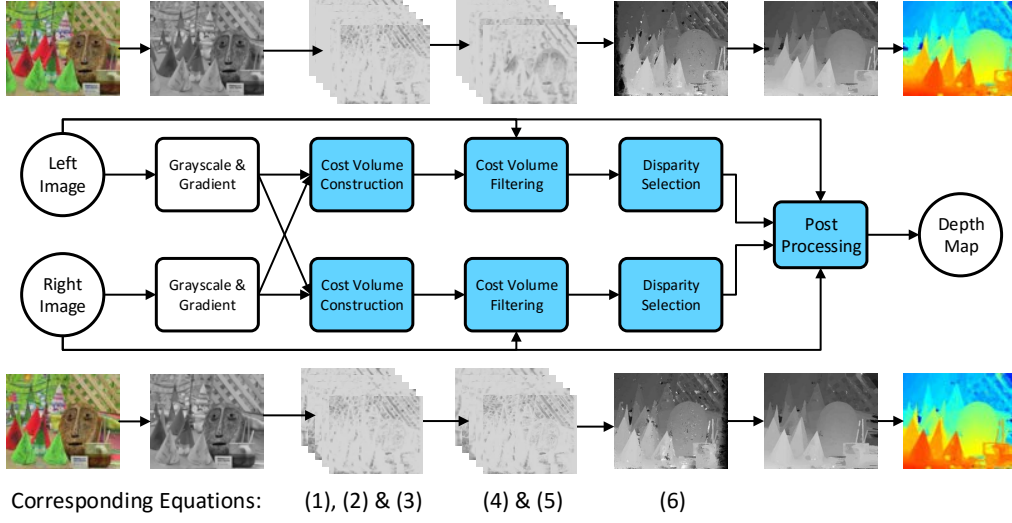 Left
Image
Grayscale &
Gradient
Cost Volume
Construction
Cost Volume
Filtering
Disparity
Selection
Post
Processing
Depth
Map
Right
Image
Grayscale &
Gradient
Cost Volume
Construction
Cost Volume
Filtering
Disparity
Selection
Corresponding Equations: (1), (2) & (3) (4) & (5) (6)